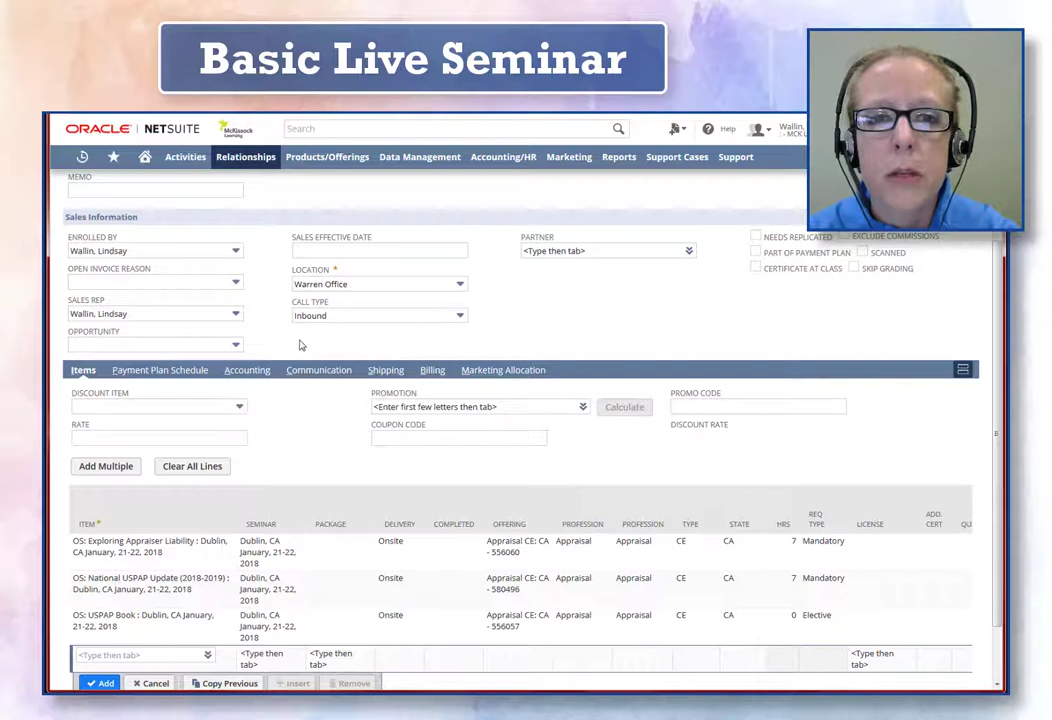 Basic Live Seminar
ORACLE | NETSUITE McKissock Learning Search Help Wallin,
- MCK
Activities Relationships Products/Offerings Data Management Accounting/HR Marketing Reports Support Cases Support
MEMO
Sales Information
ENROLLED BY SALES EFFECTIVE DATE PARTNER NEEDS REPLICATED EXCLUDE COMMISSIONS
Wallin, Lindsay <Type then tab> PART OF PAYMENT PLAN SCANNED
OPEN INVOICE REASON LOCATION * CERTIFICATE AT CLASS SKIP GRADING
Warren Office
SALES REP CALL TYPE
Wallin, Lindsay Inbound
OPPORTUNITY
Items Payment Plan Schedule Accounting Communication Shipping Billing Marketing Allocation
DISCOUNT ITEM PROMOTION PROMO CODE
<Enter first few letters then tab> Calculate
RATE COUPON CODE DISCOUNT RATE
Add Multiple Clear All Lines
ITEM * SEMINAR PACKAGE DELIVERY COMPLETED OFFERING PROFESSION PROFESSION TYPE STATE HRS REQ TYPE LICENSE ADD. CERT QU
OS: Exploring Appraiser Liability : Dublin, Dublin, CA Onsite Appraisal CE: CA Appraisal Appraisal CE CA 7 Mandatory
CA January, 21-22, 2018 January, 21-22, - 556060
2018
OS: National USPAP Update (2018-2019) : Dublin, CA Onsite Appraisal CE: CA Appraisal Appraisal CE CA 7 Mandatory
Dublin, CA January, 21-22, 2018 January, 21-22, - 580496
2018
OS: USPAP Book : Dublin, CA January, Dublin, CA Onsite Appraisal CE: CA Appraisal Appraisal CE CA 0 Elective
21-22, 2018 January, 21-22, - 556057
2018
<Type then tab> <Type then tab> <Type then tab> <Type then tab>
Add Cancel Copy Previous Insert Remove